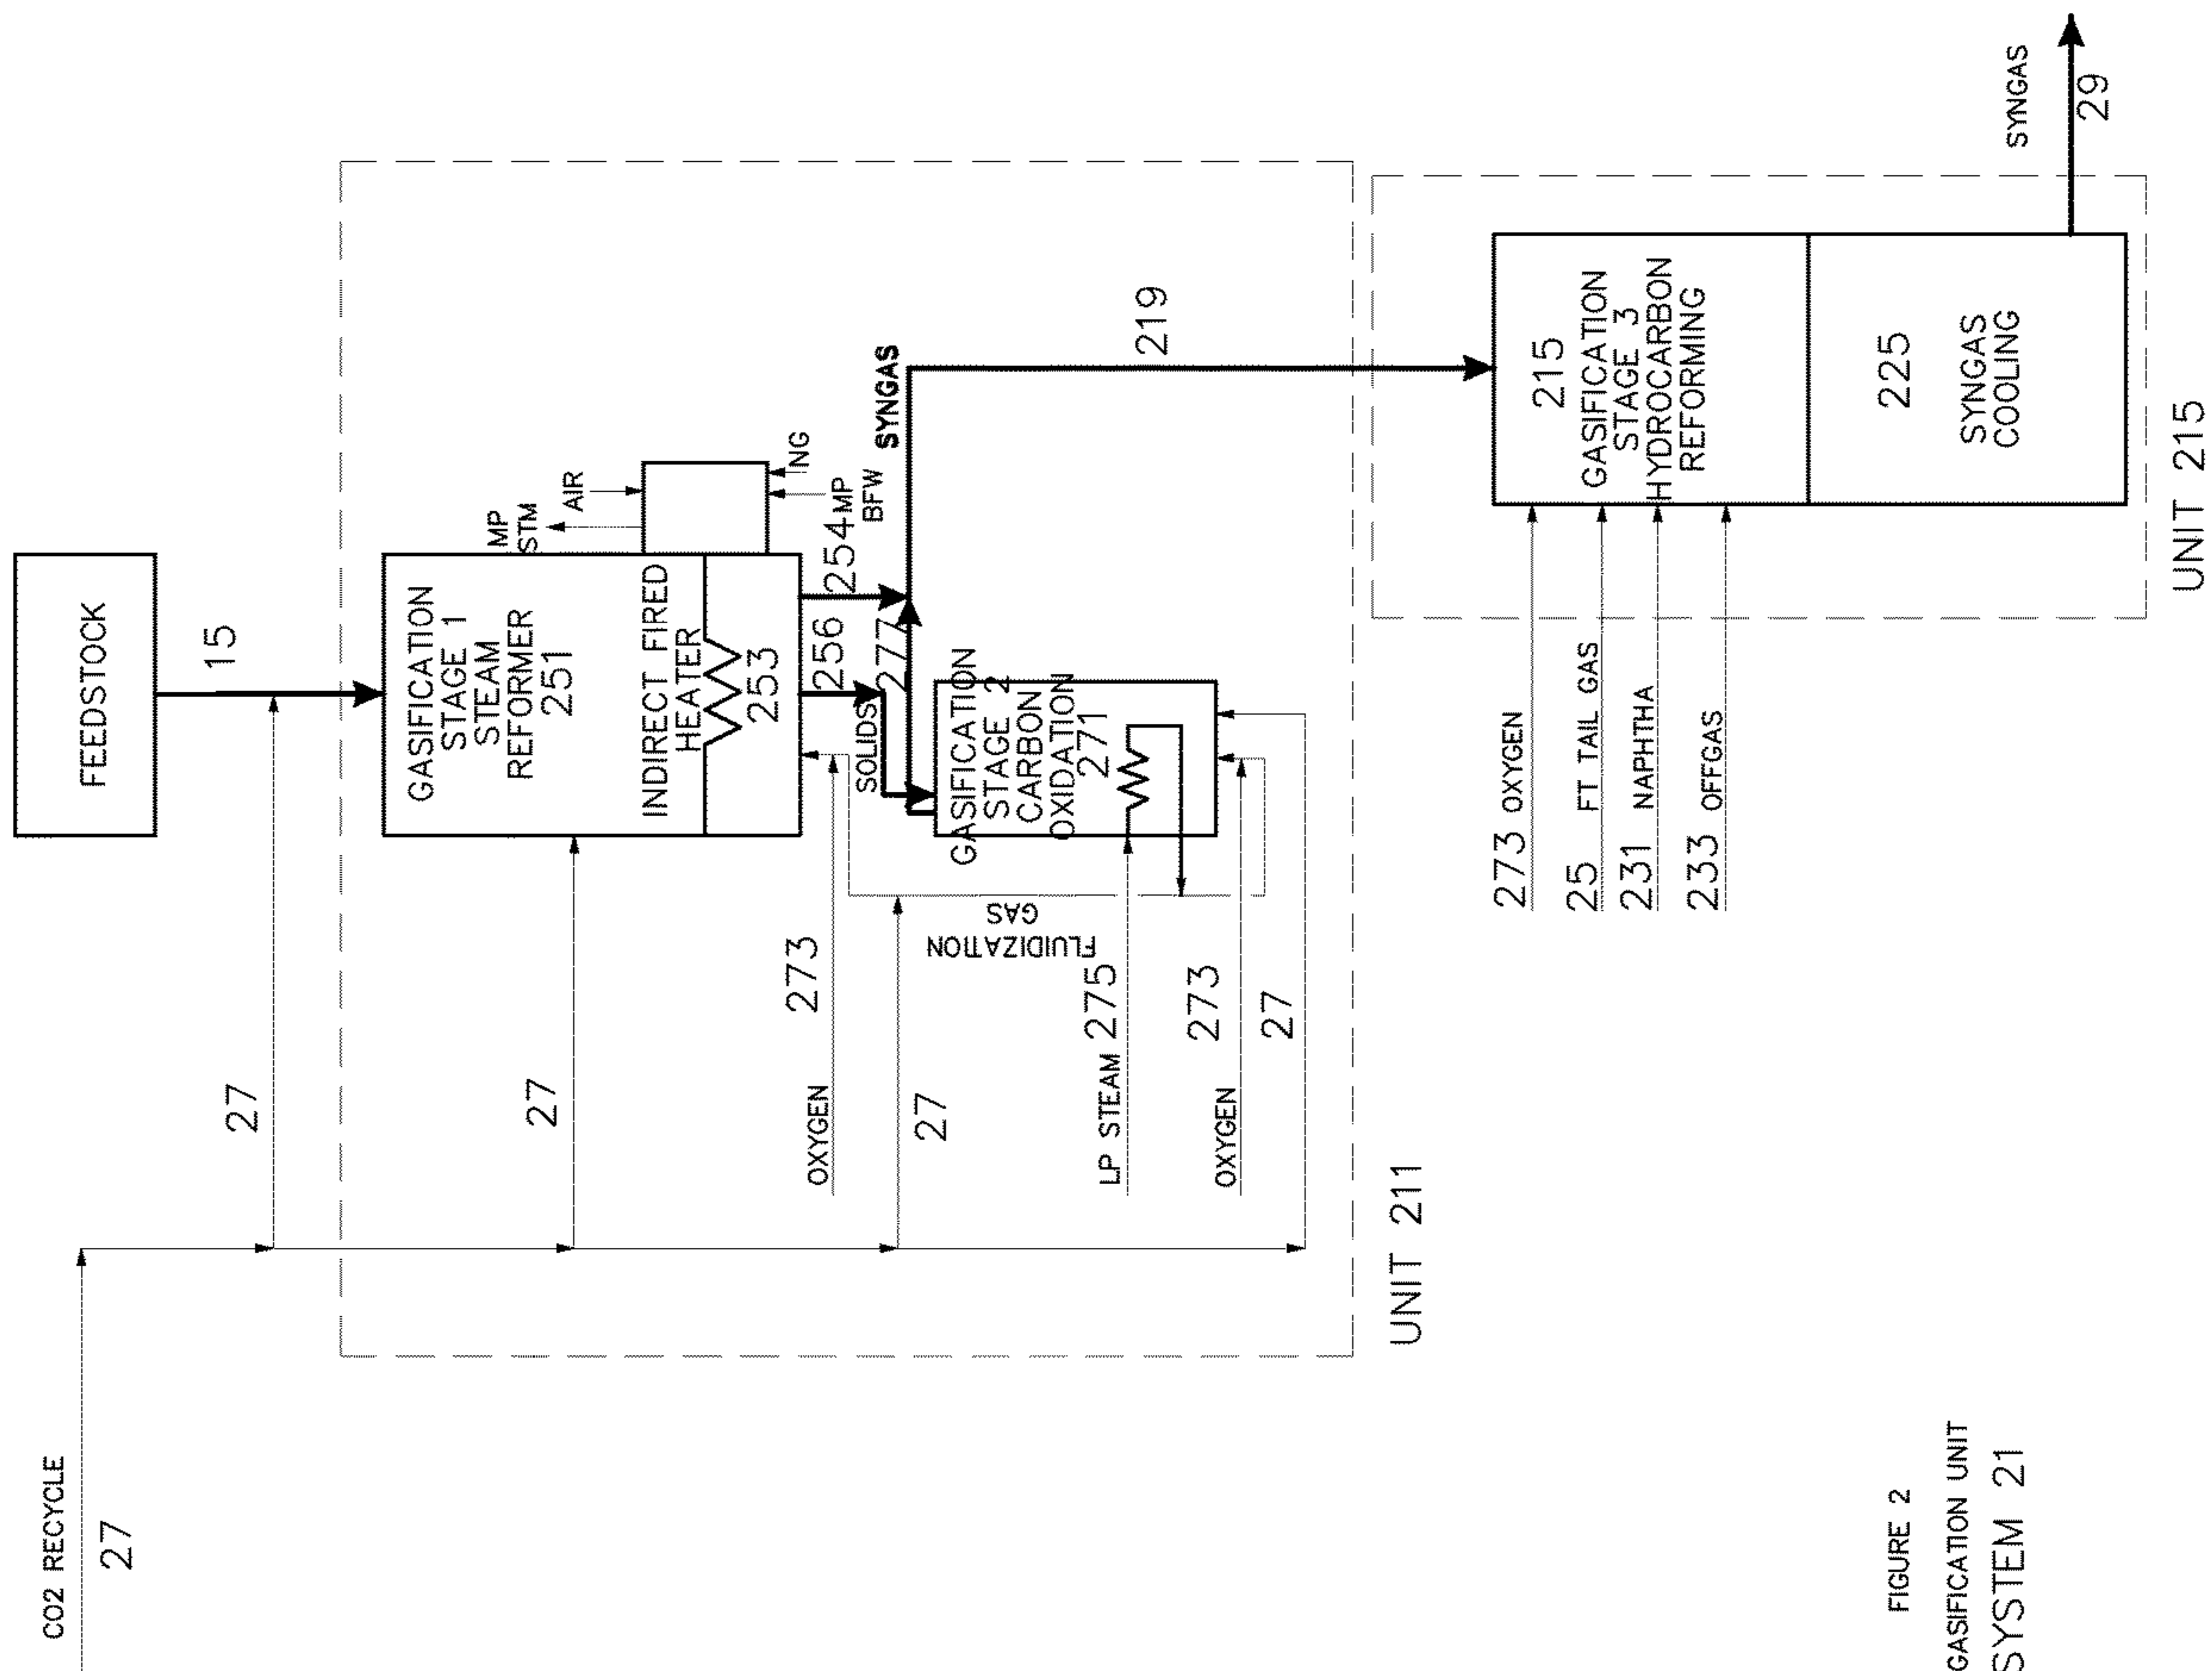 CO2 RECYCLE
27
FEEDSTOCK
15
27
GASIFICATION
STAGE 1
STEAM
REFORMER
251
INDIRECT FIRED
HEATER
253
MP
STM
AIR
NG
MP
BFW
27
254
256
SOLIDS
277
SYNGAS
219
OXYGEN
273
27
FLUIDIZATION
GAS
GASIFICATION
STAGE 2
CARBON
OXIDATION
271
LP STEAM 275
OXYGEN
273
27
UNIT 211
273 OXYGEN
25 FT TAIL GAS
231 NAPHTHA
233 OFFGAS
215
GASIFICATION
STAGE 3
HYDROCARBON
REFORMING
225
SYNGAS
COOLING
SYNGAS
29
UNIT 215
FIGURE 2
GASIFICATION UNIT
SYSTEM 21